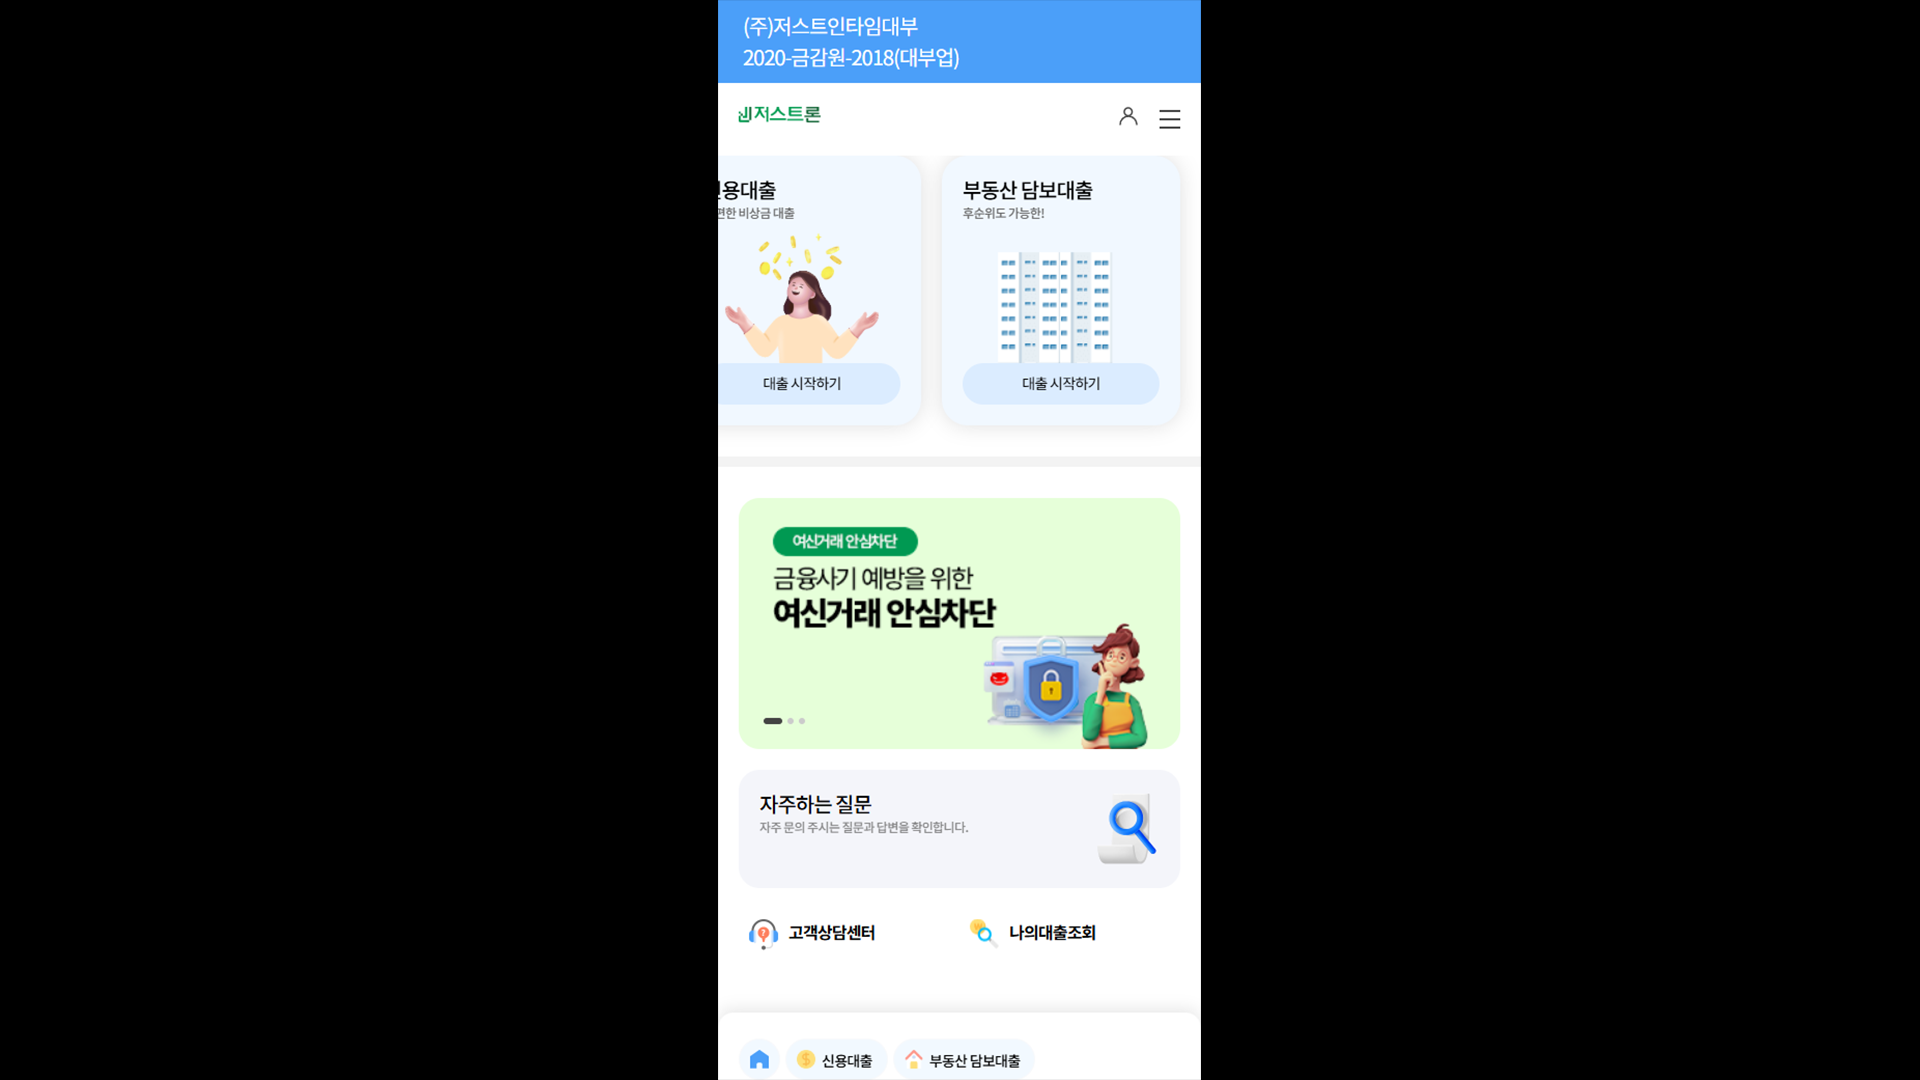 (주)저스트인타임대부
2020-금감원-2018(대부업)
저스트론
신용대출
편한 비상금 대출
대출 시작하기
부동산 담보대출
후순위도 가능한!
대출 시작하기
여신거래 안심차단
금융사기 예방을 위한
여신거래 안심차단
자주하는 질문
자주 문의 주시는 질문과 답변을 확인합니다.
고객상담센터
나의대출조회
신용대출
부동산 담보대출